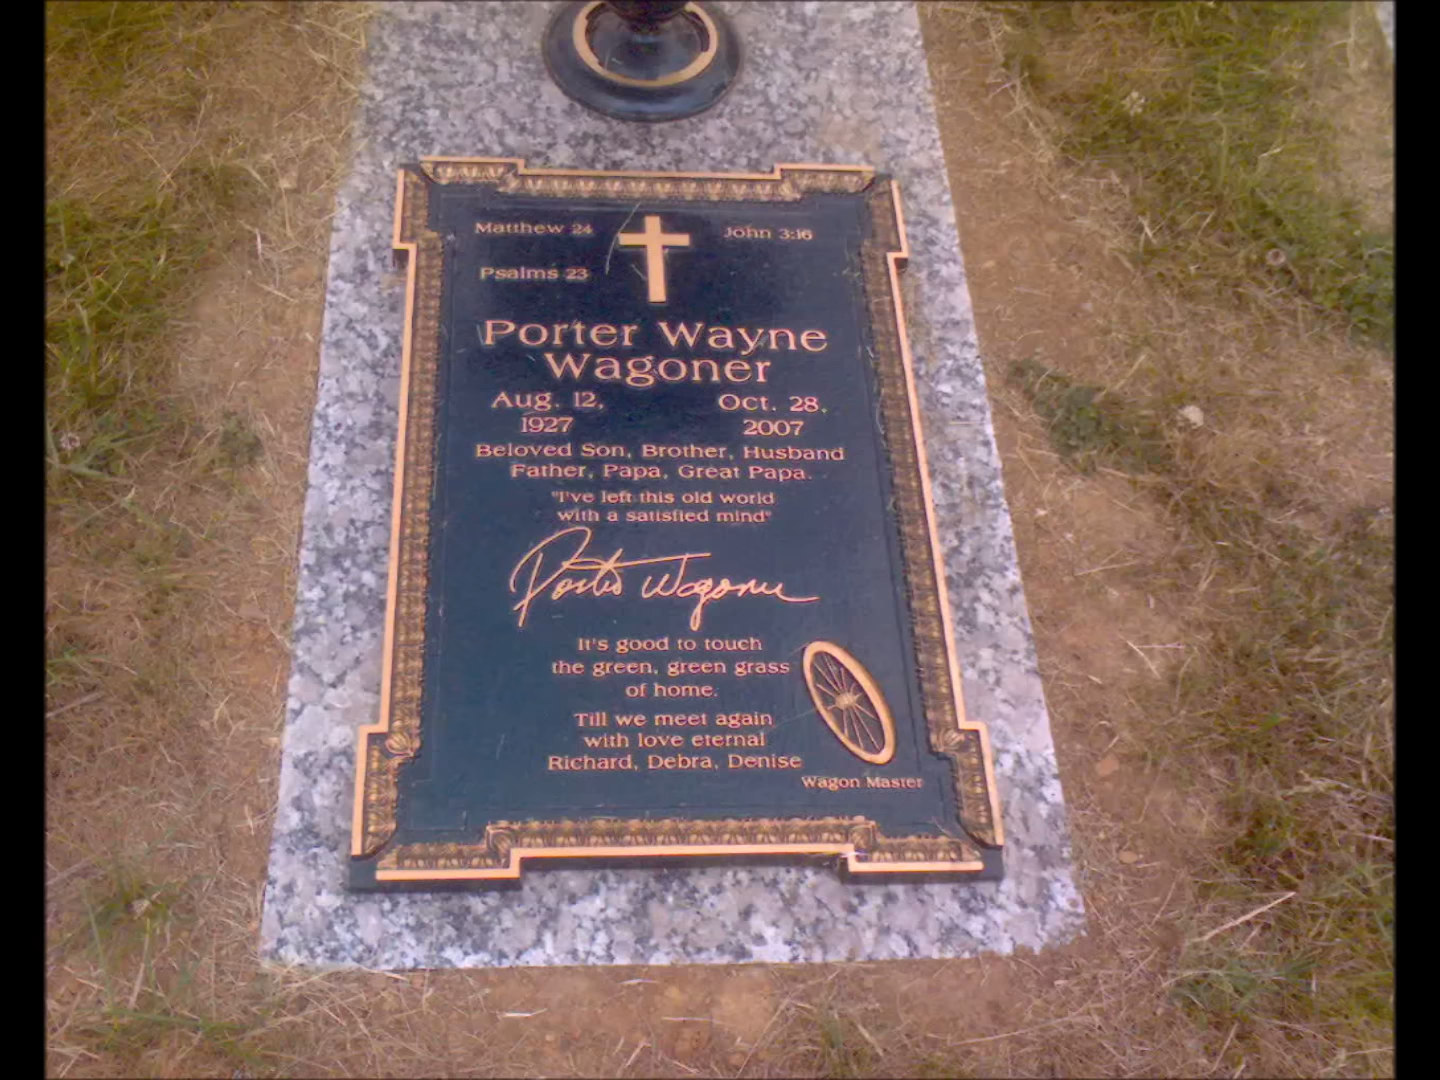 Matthew 24 John 3:16
Psalms 23
Porter Wayne
Wagoner
Aug. 12, Oct. 28,
1927 2007
Beloved Son, Brother, Husband
Father, Papa, Great Papa.
"I've left this old world
with a satisfied mind"
Porter Wagoner
It's good to touch
the green, green grass
of home.
Till we meet again
with love eternal
Richard, Debra, Denise
Wagon Master